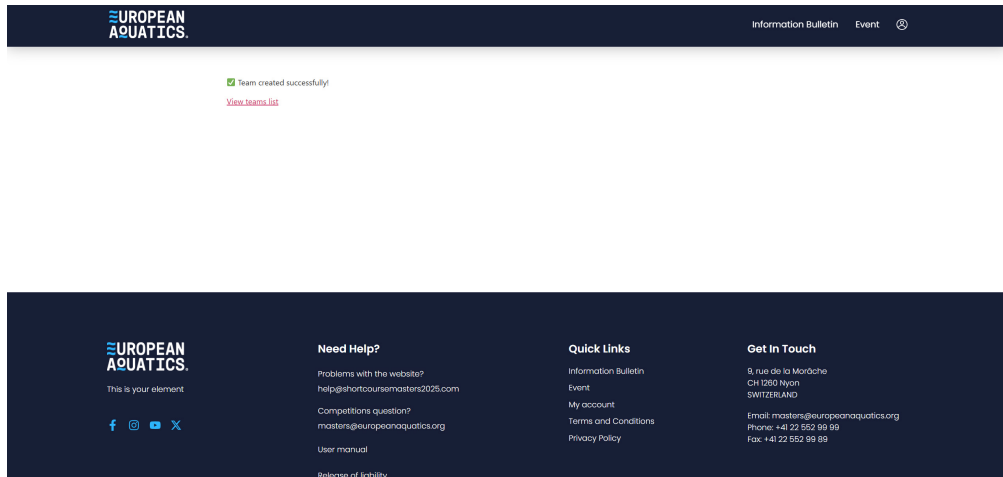 EUROPEAN
AQUATICS.
Information Bulletin
Event
Team created successfully!
View teams list
EUROPEAN
AQUATICS.
This is your element
Need Help?
Problems with the website?
help@shortcoursemasters2025.com
Competitions question?
masters@europeanaquatics.org
User manual
Release of liability
Quick Links
Information Bulletin
Event
My account
Terms and Conditions
Privacy Policy
Get In Touch
9, rue de la Morâche
CH 1260 Nyon
SWITZERLAND
Email: masters@europeanaquatics.org
Phone: +41 22 552 99 99
Fax: +41 22 552 99 89